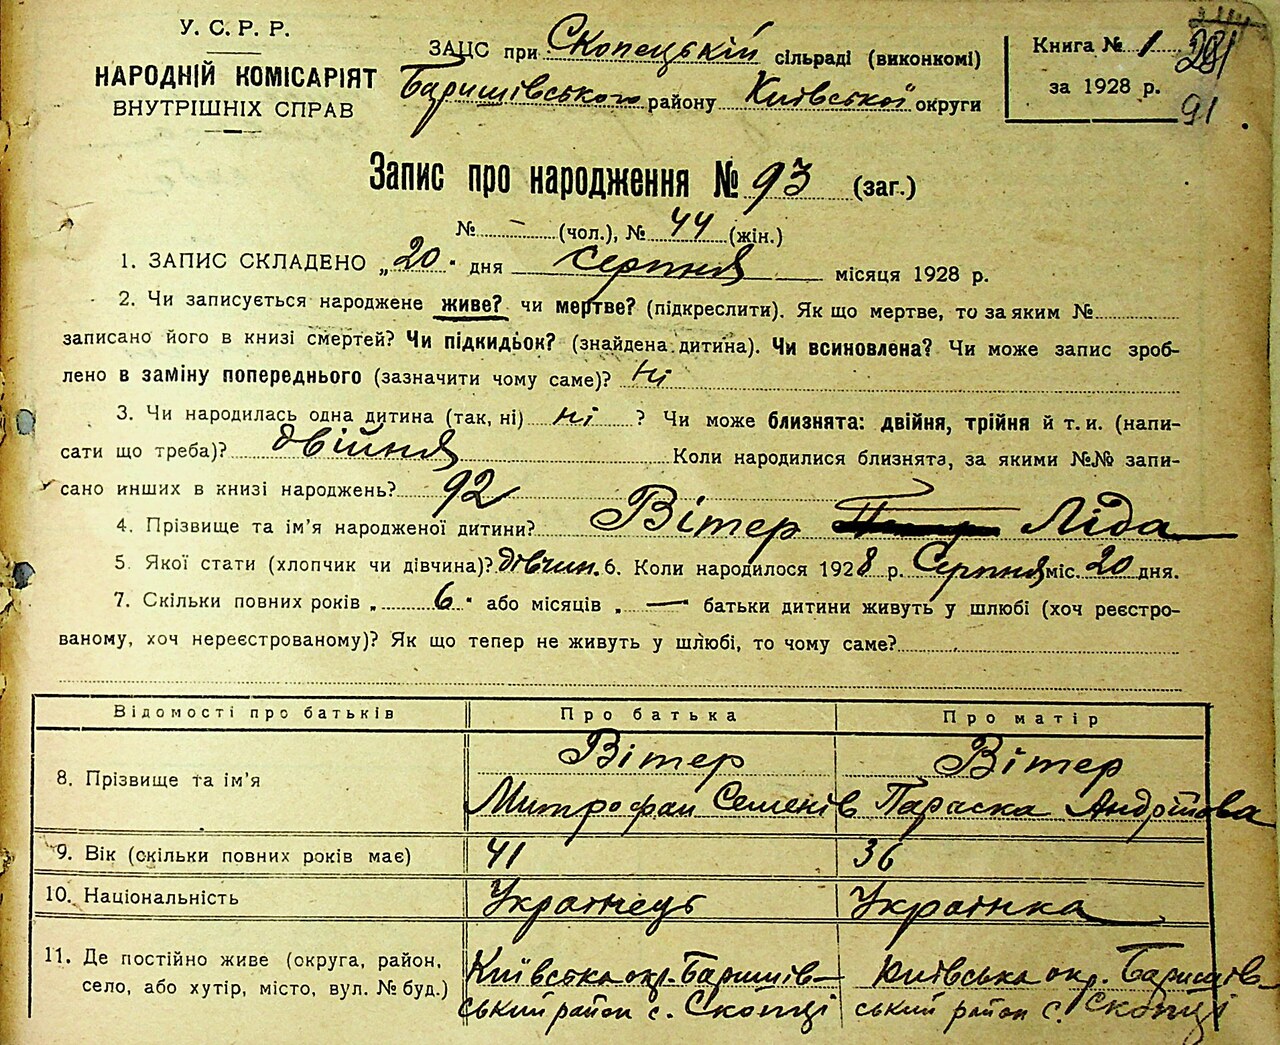 У. С. Р. Р.
НАРОДНІЙ КОМІСАРІЯТ
ВНУТРІШНІХ СПРАВ
ЗАЦС при Скопецькій сільраді (виконкомі)
Баришівського району Київської округи
Книга № 1
за 1928 р.
281
91
Запис про народження № 93 (заг.)
№ – (чол.), № 44 (жін.)
1. ЗАПИС СКЛАДЕНО „20" дня серпня місяця 1928 р.
2. Чи записується народжене живе? чи мертве? (підкреслити). Як що мертве, то за яким №
записано його в книзі смертей? Чи підкидьок? (знайдена дитина). Чи всиновлена? Чи може запис зроб-
лено в заміну попереднього (зазначити чому саме)? ні
3. Чи народилась одна дитина (так, ні) ні ? Чи може близнята: двійня, трійня й т. и. (напи-
сати що треба)? двійня Коли народилися близнята, за якими №№ запи-
сано инших в книзі народжень? 92
4. Прізвище та ім'я народженої дитини? Вітер Ліда
5. Якої стати (хлопчик чи дівчина)? дівчин. 6. Коли народилося 1928 р. Серпня міс. 20 дня.
7. Скільки повних років „ 6 " або місяців „ — батьки дитини живуть у шлюбі (хоч реєстро-
ваному, хоч нереєстрованому)? Як що тепер не живуть у шлюбі, то чому саме?
Відомості про батьків Про батька Про матір
8. Прізвище та ім'я Вітер Митрофан Семенів Вітер Параска Андріїова
9. Вік (скільки повних років має) 41 36
10. Національність Українець Українка
11. Де постійно живе (округа, район, село, або хутір, місто, вул. № буд.) Київська окр. Баришів-
ський район с. Скопці Київська окр. Баришів-
ський район с. Скопці